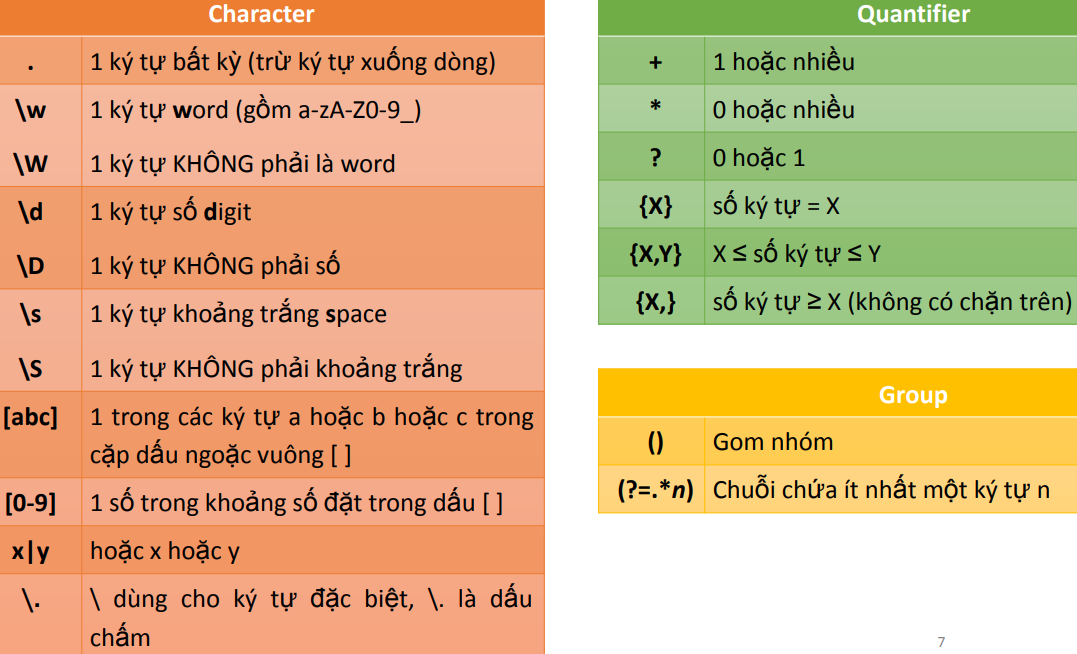 Character
. 1 ký tự bất kỳ (trừ ký tự xuống dòng)
\w 1 ký tự word (gồm a-zA-Z0-9_)
\W 1 ký tự KHÔNG phải là word
\d 1 ký tự số digit
\D 1 ký tự KHÔNG phải số
\s 1 ký tự khoảng trắng space
\S 1 ký tự KHÔNG phải khoảng trắng
[abc] 1 trong các ký tự a hoặc b hoặc c trong
cặp dấu ngoặc vuông [ ]
[0-9] 1 số trong khoảng số đặt trong dấu [ ]
x|y hoặc x hoặc y
\. \ dùng cho ký tự đặc biệt, \. là dấu
chấm
Quantifier
+ 1 hoặc nhiều
* 0 hoặc nhiều
? 0 hoặc 1
{X} số ký tự = X
{X,Y} X ≤ số ký tự ≤ Y
{X,} số ký tự ≥ X (không có chặn trên)
Group
() Gom nhóm
(?=.*n) Chuỗi chứa ít nhất một ký tự n
7